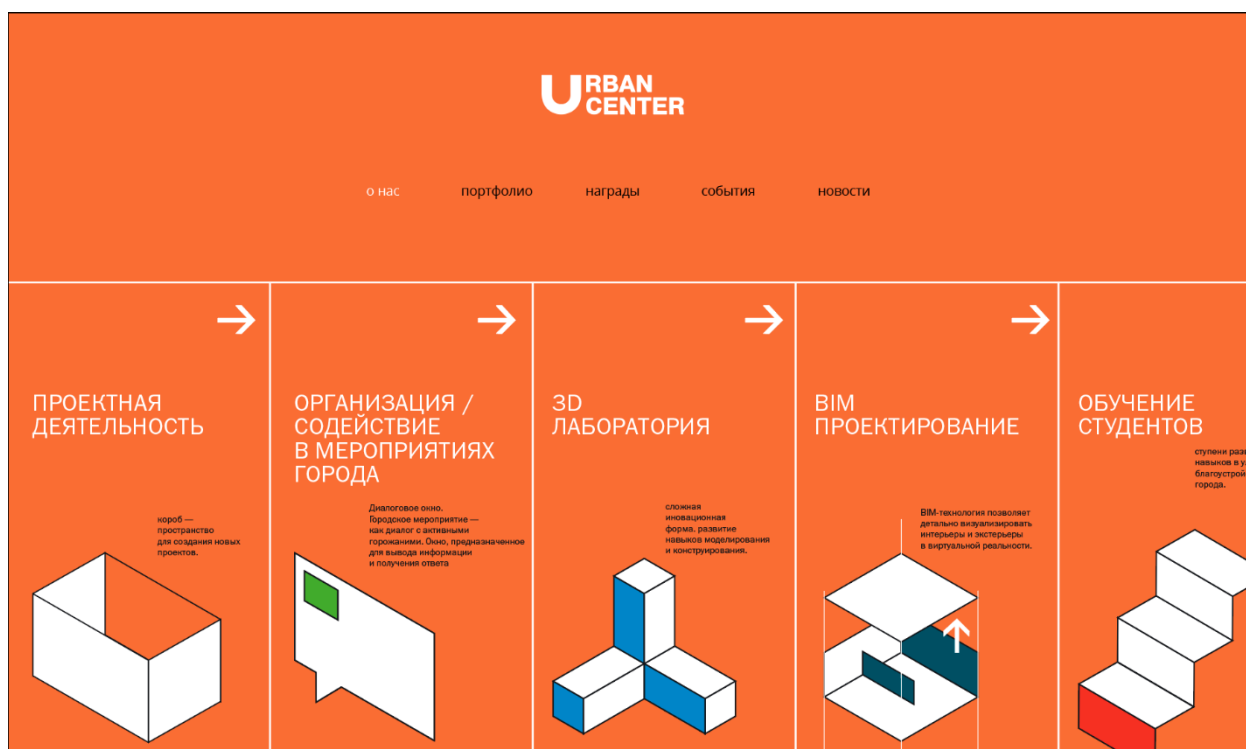 URBAN
CENTER
о нас
портфолио
награды
события
новости
ПРОЕКТНАЯ
ДЕЯТЕЛЬНОСТЬ
короб —
пространство
для создания новых
проектов.
ОРГАНИЗАЦИЯ /
СОДЕЙСТВИЕ
В МЕРОПРИЯТИЯХ
ГОРОДА
Диалоговое окно.
Городское мероприятие —
как диалог с активными
горожанами. Окно, предназначенное
для вывода информации
и получения ответа
3D
ЛАБОРАТОРИЯ
сложная
иновационная
форма. развитие
навыков моделирования
и конструирования.
BIM
ПРОЕКТИРОВАНИЕ
BIM-технология позволяет
детально визуализировать
интерьеры и экстерьеры
в виртуальной реальности.
ОБУЧЕНИЕ
СТУДЕНТОВ
ступени
навыков в
города.